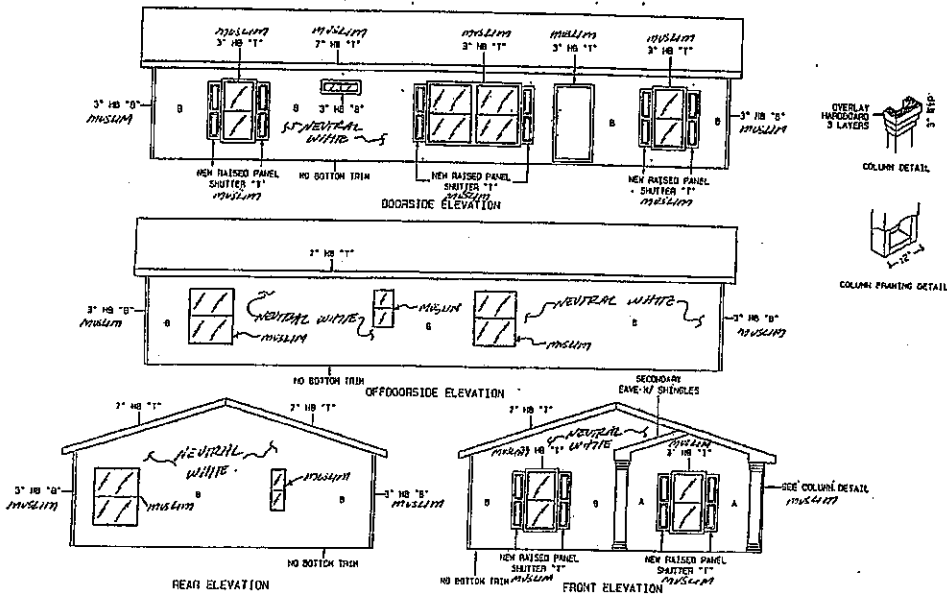 MUSLIM
3" HB "T"
MUSLIM
7" HB "T"
MUSLIM
3" HB "T"
MUSLIM
3" HB "T"
MUSLIM
3" HB "T"
3" HB "B"
MUSLIM
B
B
3" HB "B"
NEUTRAL
WHITE
B
B
3" HB "B"
MUSLIM
NEW RAISED PANEL
SHUTTER "T"
MUSLIM
NO BOTTOM TRIM
NEW RAISED PANEL
SHUTTER "T"
MUSLIM
NEW RAISED PANEL
SHUTTER "T"
MUSLIM
DOORSIDE ELEVATION
OVERLAY
HARDBOARD
3 LAYERS
COLUMN DETAIL
12"
COLUMN FRAMING DETAIL
7" HB "T"
3" HB "B"
MUSLIM
B
NEUTRAL WHITE
MUSLIM
MUSLIM
B
NEUTRAL WHITE
MUSLIM
B
3" HB "B"
MUSLIM
NO BOTTOM TRIM
OFFDOORSIDE ELEVATION
7" HB "T"
7" HB "T"
NEUTRAL
WHITE
3" HB "B"
MUSLIM
MUSLIM
B
MUSLIM
B
3" HB "B"
MUSLIM
NO BOTTOM TRIM
REAR ELEVATION
SECONDARY
EAVE W/ SHINGLES
7" HB "T"
NEUTRAL
WHITE
MUSLIM
3" HB "T"
MUSLIM
3" HB "T"
B
B
A
A
SEE COLUMN DETAIL
MUSLIM
NEW RAISED PANEL
SHUTTER "T"
MUSLIM
NEW RAISED PANEL
SHUTTER "T"
MUSLIM
NO BOTTOM TRIM
FRONT ELEVATION